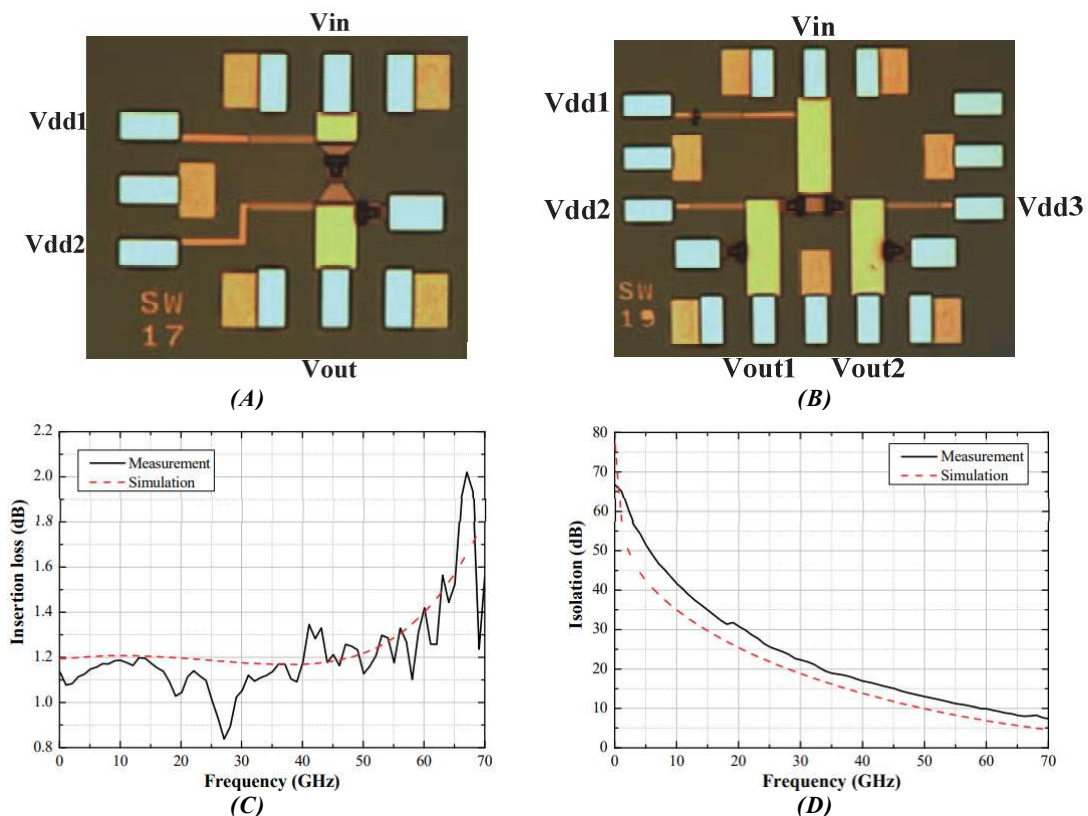 Vin
Vdd1
Vdd2
SW
17
Vout
(A)
Vin
Vdd1
Vdd2
Vdd3
SW
19
Vout1 Vout2
(B)
2.2
2.0
1.8
1.6
1.4
1.2
1.0
0.8
Insertion loss (dB)
Measurement
Simulation
0 10 20 30 40 50 60 70
Frequency (GHz)
(C)
80
70
60
50
40
30
20
10
0
Isolation (dB)
Measurement
Simulation
0 10 20 30 40 50 60 70
Frequency (GHz)
(D)